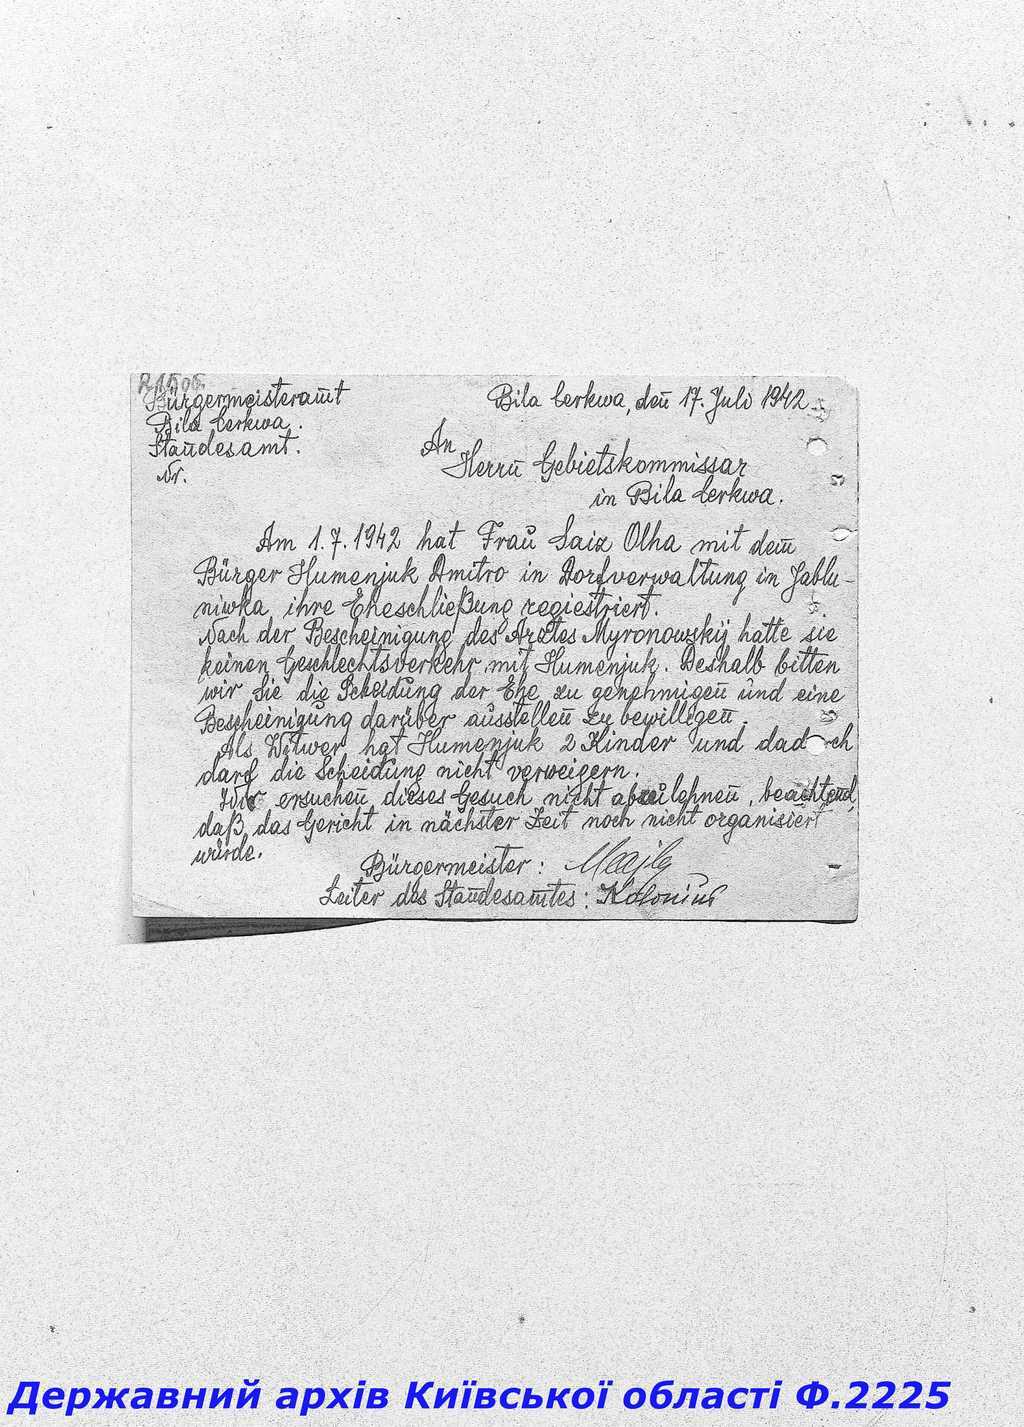 Bürgermeisteramt
Bila Cerkwa.
Standesamt.
Nr.
Bila Cerkwa, den 17. Juli 1942
An
Herrn Gebietskommissar
in Bila Cerkwa.
Am 1.7.1942 hat Frau Saiz Olha mit dem
Bürger Humenjuk Dmitro in Dorfverwaltung in Jablu-
niwka ihre Eheschließung regiestriert.
Nach der Bescheinigung des Arztes Myronowskij hatte sie
keinen Geschlechtsverkehr mit Humenjuk. Deshalb bitten
wir Sie die Scheidung der Ehe zu genehmigen und eine
Bescheinigung darüber ausstellen zu bewilligen.
Als Witwer hat Humenjuk 2 Kinder und dadurch
darf die Scheidung nicht verweigern.
Wir ersuchen dieses Gesuch nicht abzulehnen, beachtend,
daß das Gericht in nächster Zeit noch nicht organisiert
würde.
Bürgermeister:
Leiter des Standesamtes:
Державний архів Київської області Ф.2225